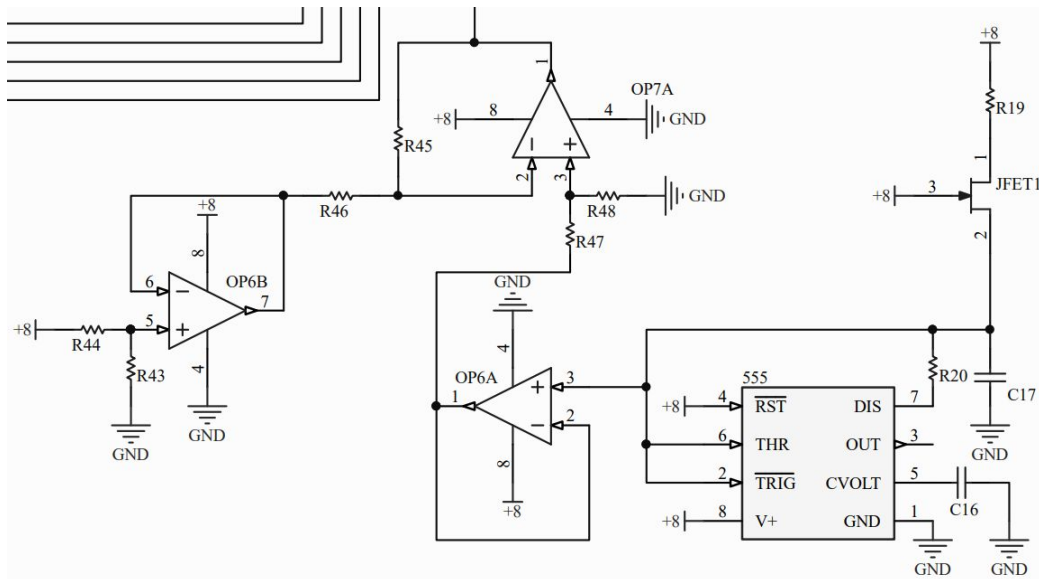 +8
1
OP7A
+8
8
4
GND
R19
R45
2
3
1
JFET1
+8
3
R46
R48
GND
2
R47
+8
8
6
OP6B
7
GND
+8
R44
5
4
R43
GND
GND
4
OP6A
3
1
2
8
+8
555
R20
C17
+8
4
RST
DIS
7
6
THR
OUT
3
GND
2
TRIG
CVOLT
5
C16
+8
8
V+
GND
1
GND
GND